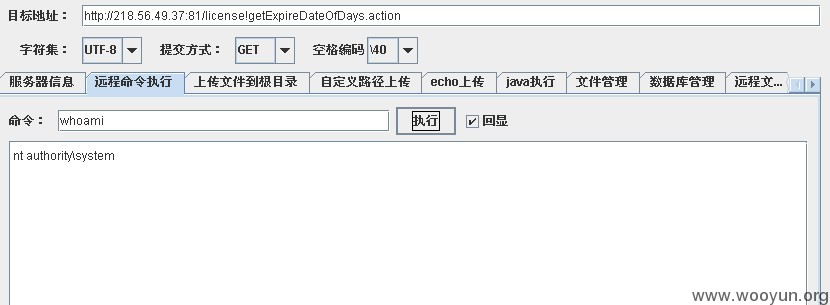 目标地址： http://218.56.49.37:81/license!getExpireDateOfDays.action
字符集： UTF-8 提交方式： GET 空格编码 \40
服务器信息 远程命令执行 上传文件到根目录 自定义路径上传 echo上传 java执行 文件管理 数据库管理 远程文...
命令： whoami 执行 回显
nt authority\system
www.wooyun.org